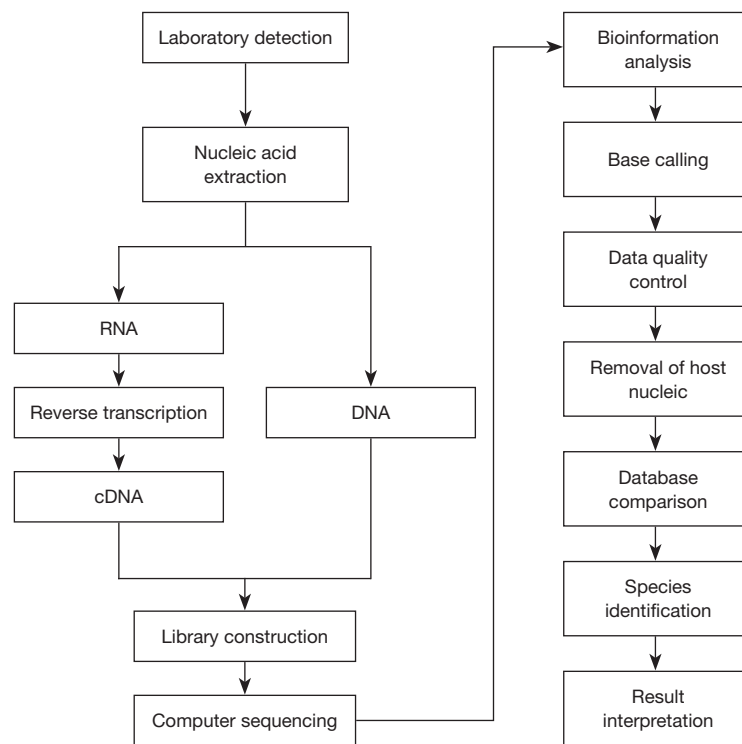 Laboratory detection
Nucleic acid
extraction
RNA
Reverse transcription
cDNA
DNA
Library construction
Computer sequencing
Bioinformation
analysis
Base calling
Data quality
control
Removal of host
nucleic
Database
comparison
Species
identification
Result
interpretation